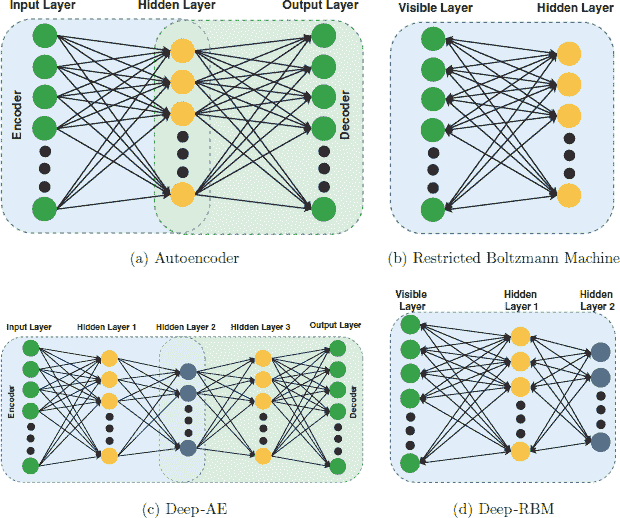 Input Layer Hidden Layer Output Layer
Encoder
Decoder
(a) Autoencoder
Visible Layer Hidden Layer
(b) Restricted Boltzmann Machine
Input Layer Hidden Layer 1 Hidden Layer 2 Hidden Layer 3 Output Layer
Encoder
Decoder
(c) Deep-AE
Visible
Layer
Hidden
Layer 1
Hidden
Layer 2
(d) Deep-RBM